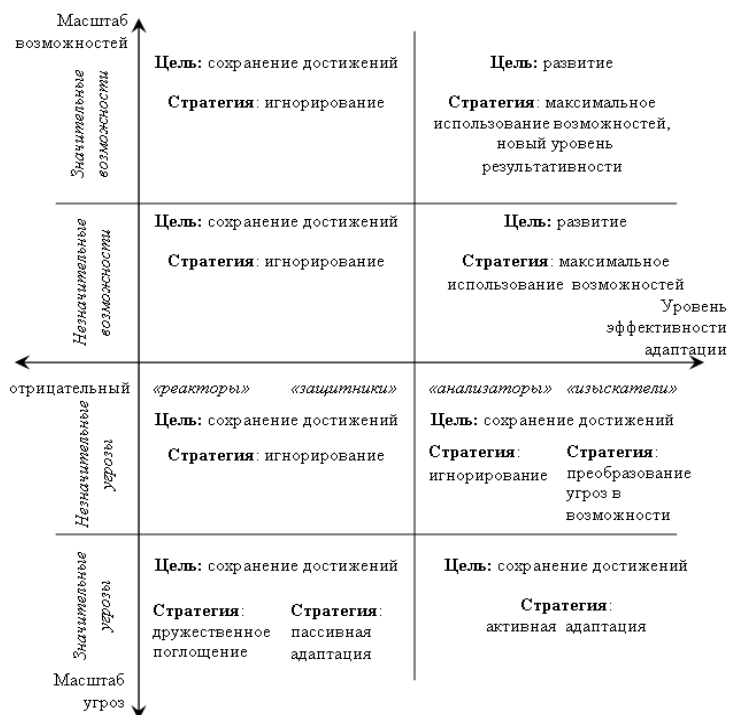 Масштаб
возможностей
Значительные
возможности
Цель: сохранение достижений
Стратегия: игнорирование
Цель: развитие
Стратегия: максимальное
использование возможностей,
новый уровень
результативности
Незначительные
возможности
Цель: сохранение достижений
Стратегия: игнорирование
Цель: развитие
Стратегия: максимальное
использование возможностей
Уровень
эффективности
адаптации
отрицательный
«реакторы» «защитники» «анализаторы» «изыскатели»
Незначительные
угрозы
Цель: сохранение достижений
Стратегия: игнорирование
Цель: сохранение достижений
Стратегия:
игнорирование
Стратегия:
преобразование
угроз в
возможности
Значительные
угрозы
Цель: сохранение достижений
Стратегия:
дружественное
поглощение
Стратегия:
пассивная
адаптация
Цель: сохранение достижений
Стратегия:
активная адаптация
Масштаб
угроз